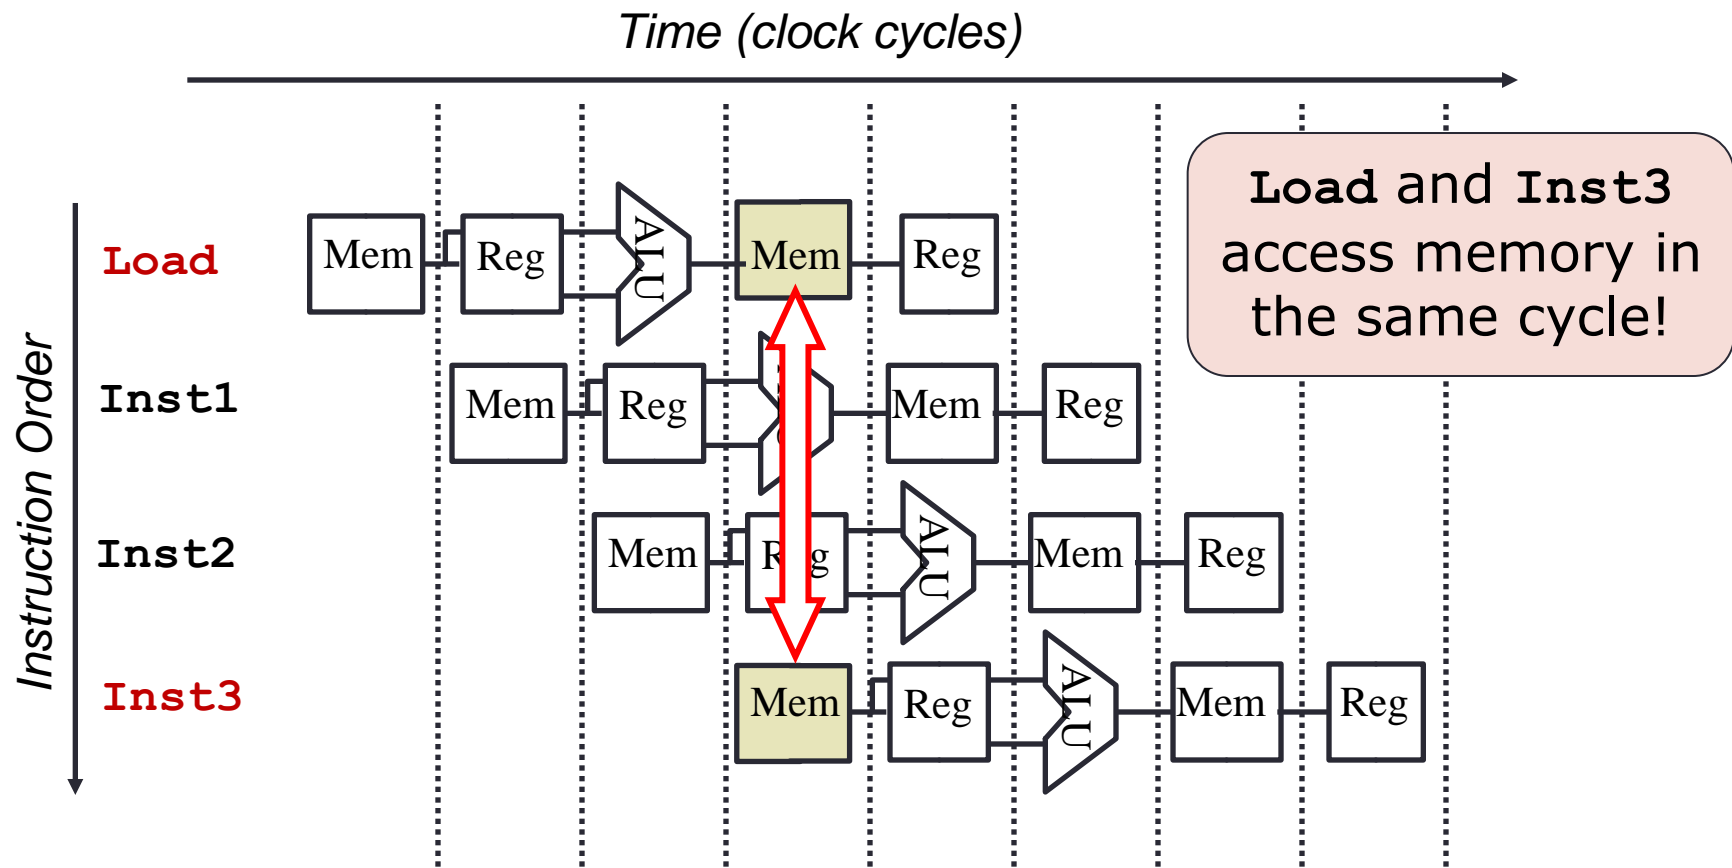 Time (clock cycles)
Instruction Order
Load and Inst3
access memory in
the same cycle!
Load
Mem
Reg
ALU
Mem
Reg
Inst1
Mem
Reg
Mem
Reg
Inst2
Mem
Reg
ALU
Mem
Reg
Inst3
Mem
Reg
ALU
Mem
Reg